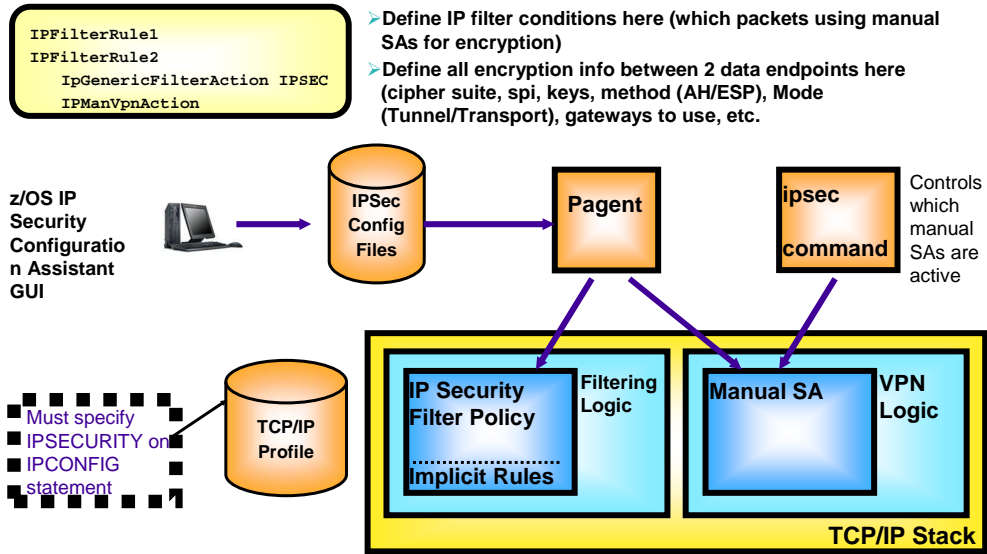 IPFilterRule1
IPFilterRule2
IpGenericFilterAction IPSEC
IPManVpnAction
➢Define IP filter conditions here (which packets using manual
SAs for encryption)
➢Define all encryption info between 2 data endpoints here
(cipher suite, spi, keys, method (AH/ESP), Mode
(Tunnel/Transport), gateways to use, etc.
z/OS IP
Security
Configuratio
n Assistant
GUI
IPSec
Config
Files
Pagent
ipsec
command
Controls
which
manual
SAs are
active
Must specify
IPSECURITY on
IPCONFIG
statement
TCP/IP
Profile
IP Security
Filter Policy
Implicit Rules
Filtering
Logic
Manual SA
VPN
Logic
TCP/IP Stack